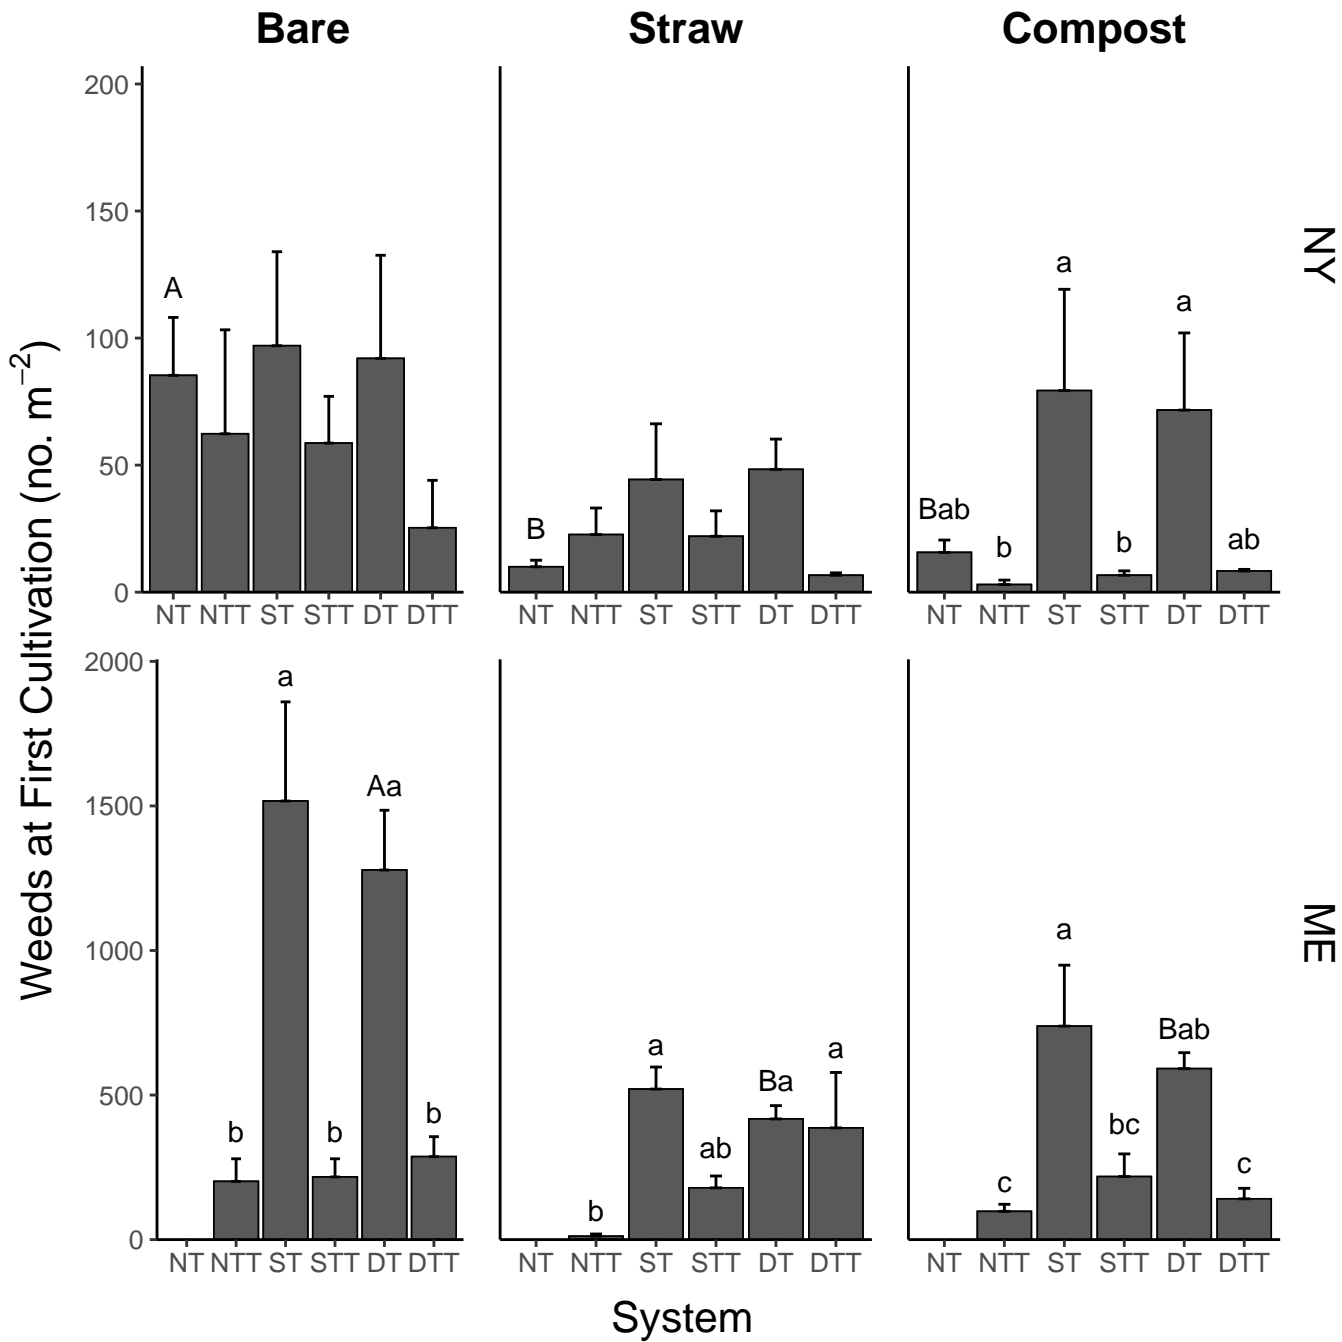 Bare Straw Compost
Weeds at First Cultivation (no. m⁻²)
200
150
100
50
0
A
B
Bab b a b a ab
NY
NT NTT ST STT DT DTT
NT NTT ST STT DT DTT
NT NTT ST STT DT DTT
2000
1500
1000
500
0
b a b Aa b
b a ab Ba a
c a bc Bab c
ME
NT NTT ST STT DT DTT
NT NTT ST STT DT DTT
NT NTT ST STT DT DTT
System